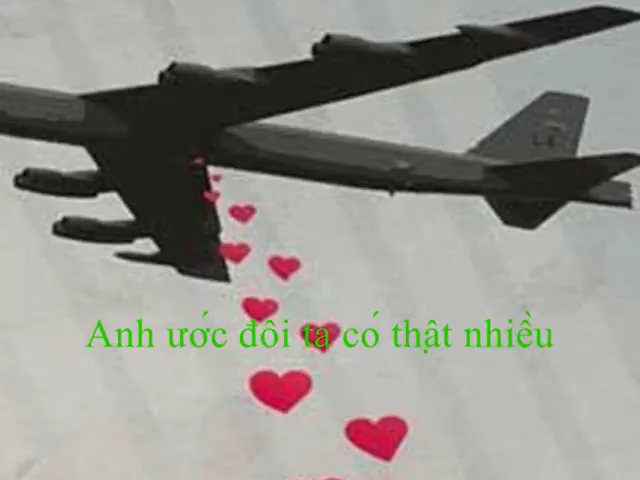 Anh ước đôi ta có thật nhiều